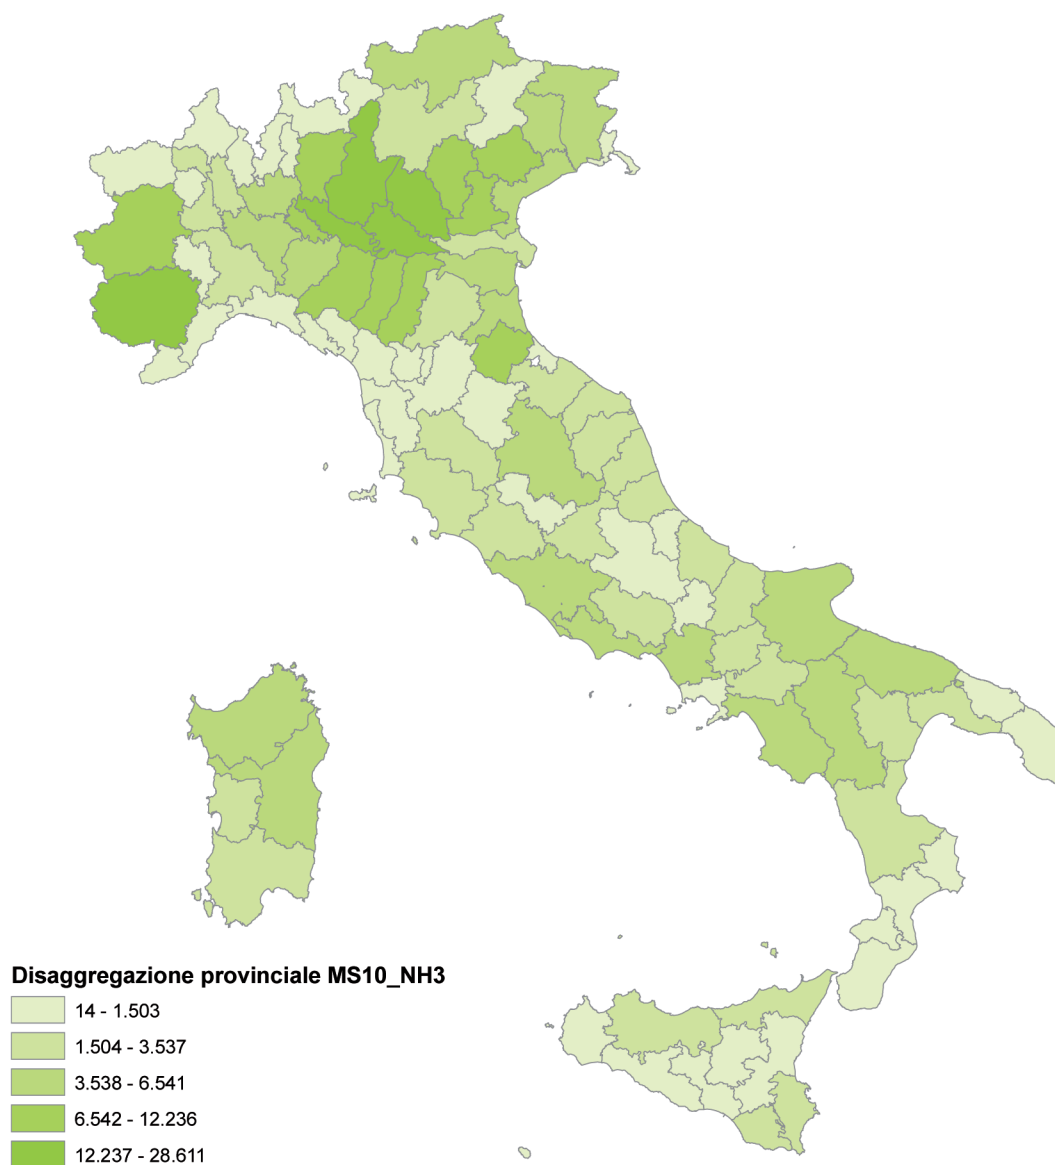 Disaggregazione provinciale MS10_NH3
14 - 1.503
1.504 - 3.537
3.538 - 6.541
6.542 - 12.236
12.237 - 28.611